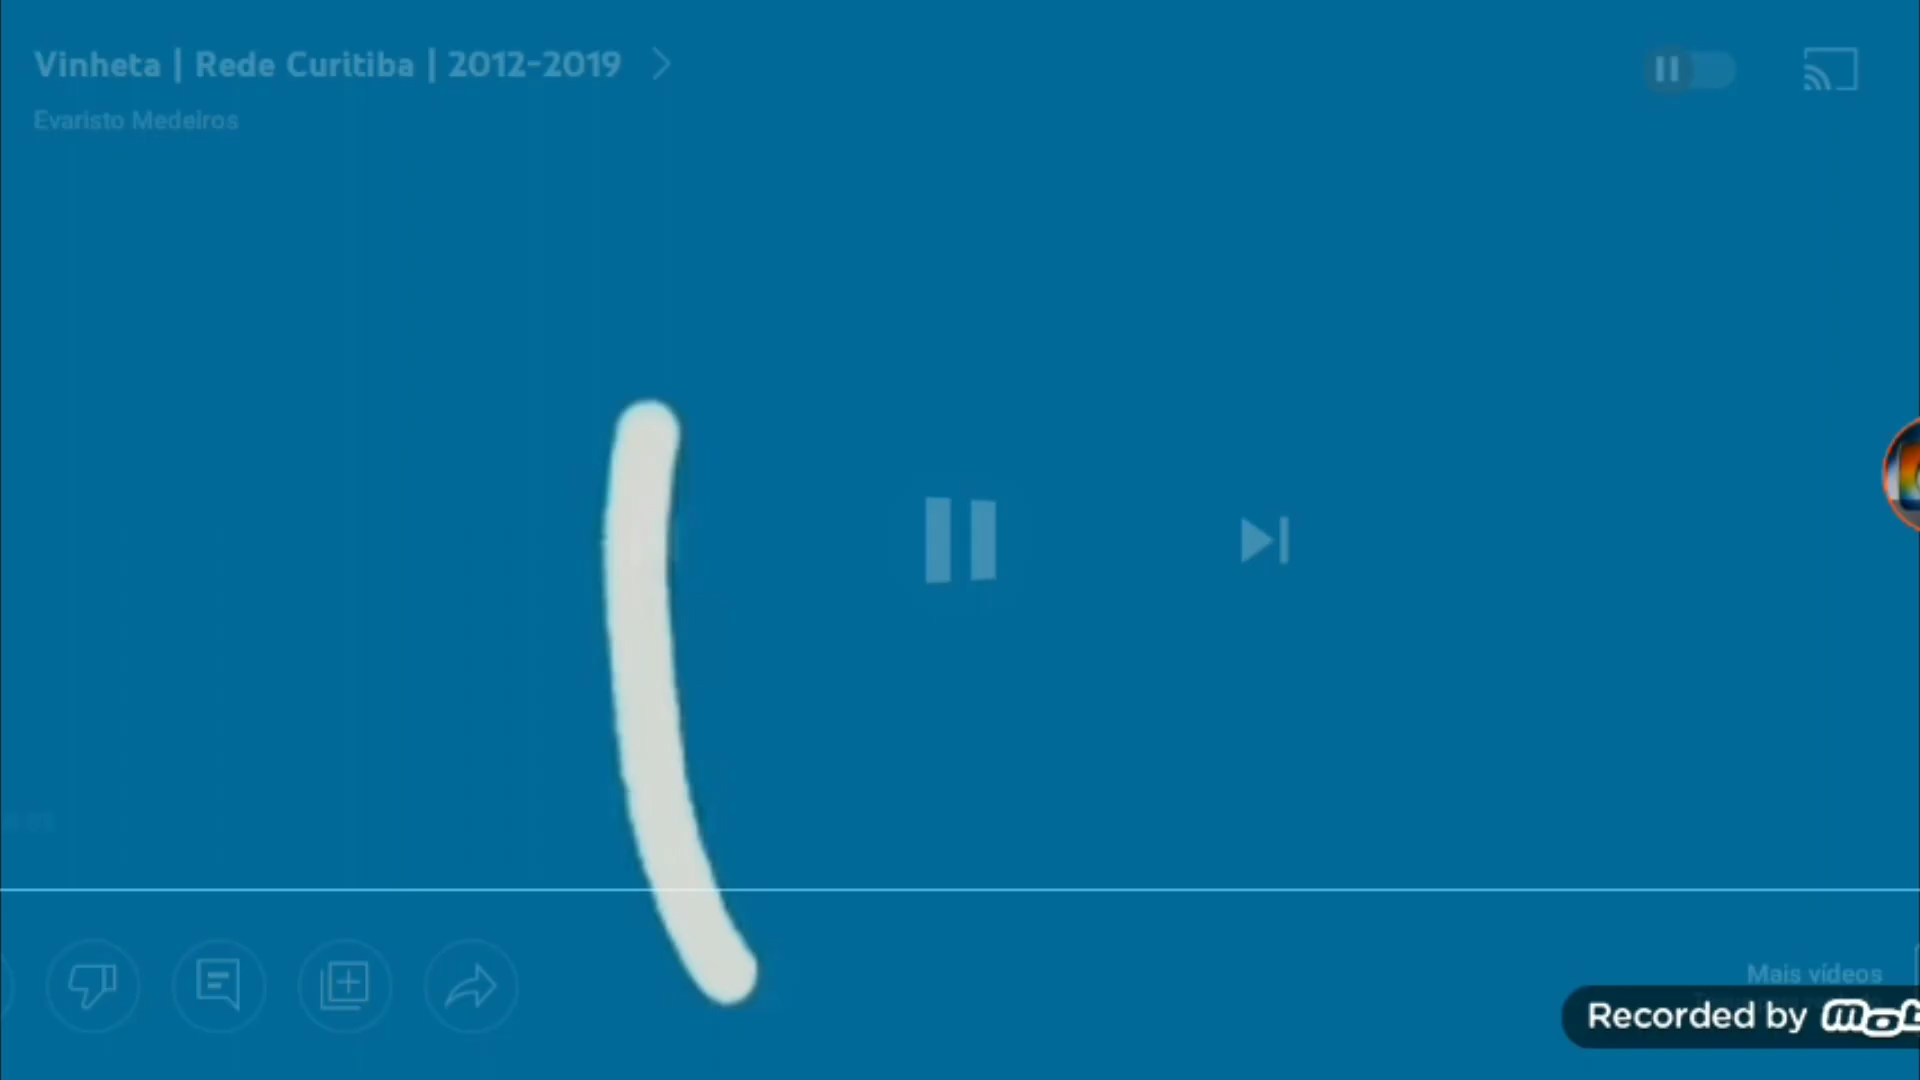 Vinheta | Rede Curitiba | 2012-2019
Evaristo Medeiros
Mais vídeos
Recorded by